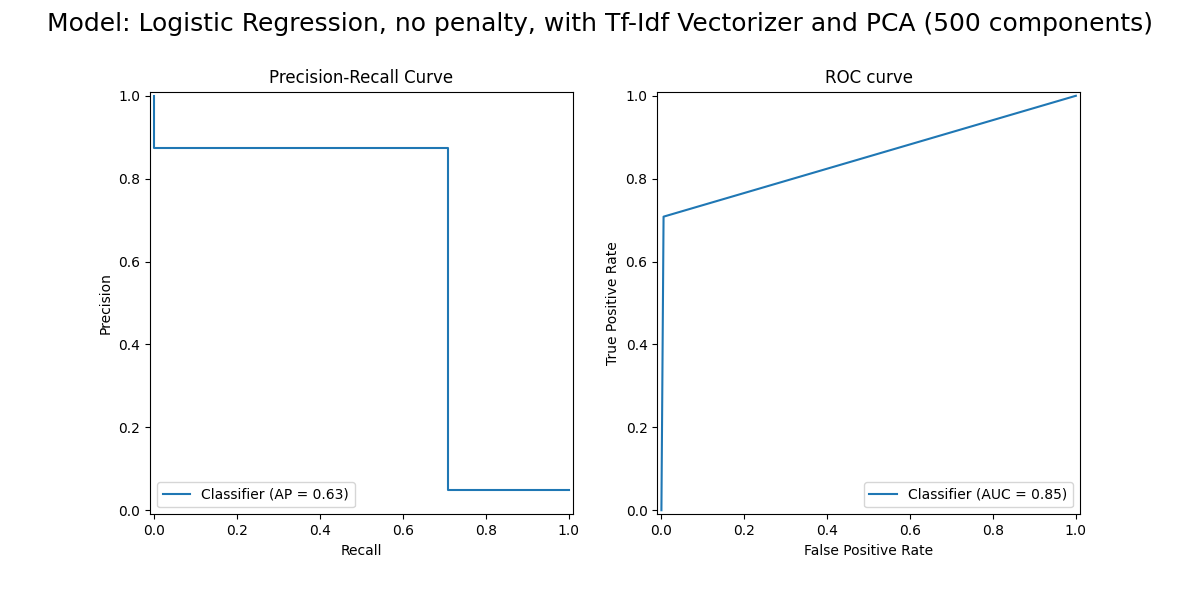 Model: Logistic Regression, no penalty, with Tf-Idf Vectorizer and PCA (500 components)
Precision-Recall Curve
1.0
0.8
0.6
0.4
0.2
0.0
Precision
0.0 0.2 0.4 0.6 0.8 1.0
Recall
Classifier (AP = 0.63)
ROC curve
1.0
0.8
0.6
0.4
0.2
0.0
True Positive Rate
0.0 0.2 0.4 0.6 0.8 1.0
False Positive Rate
Classifier (AUC = 0.85)